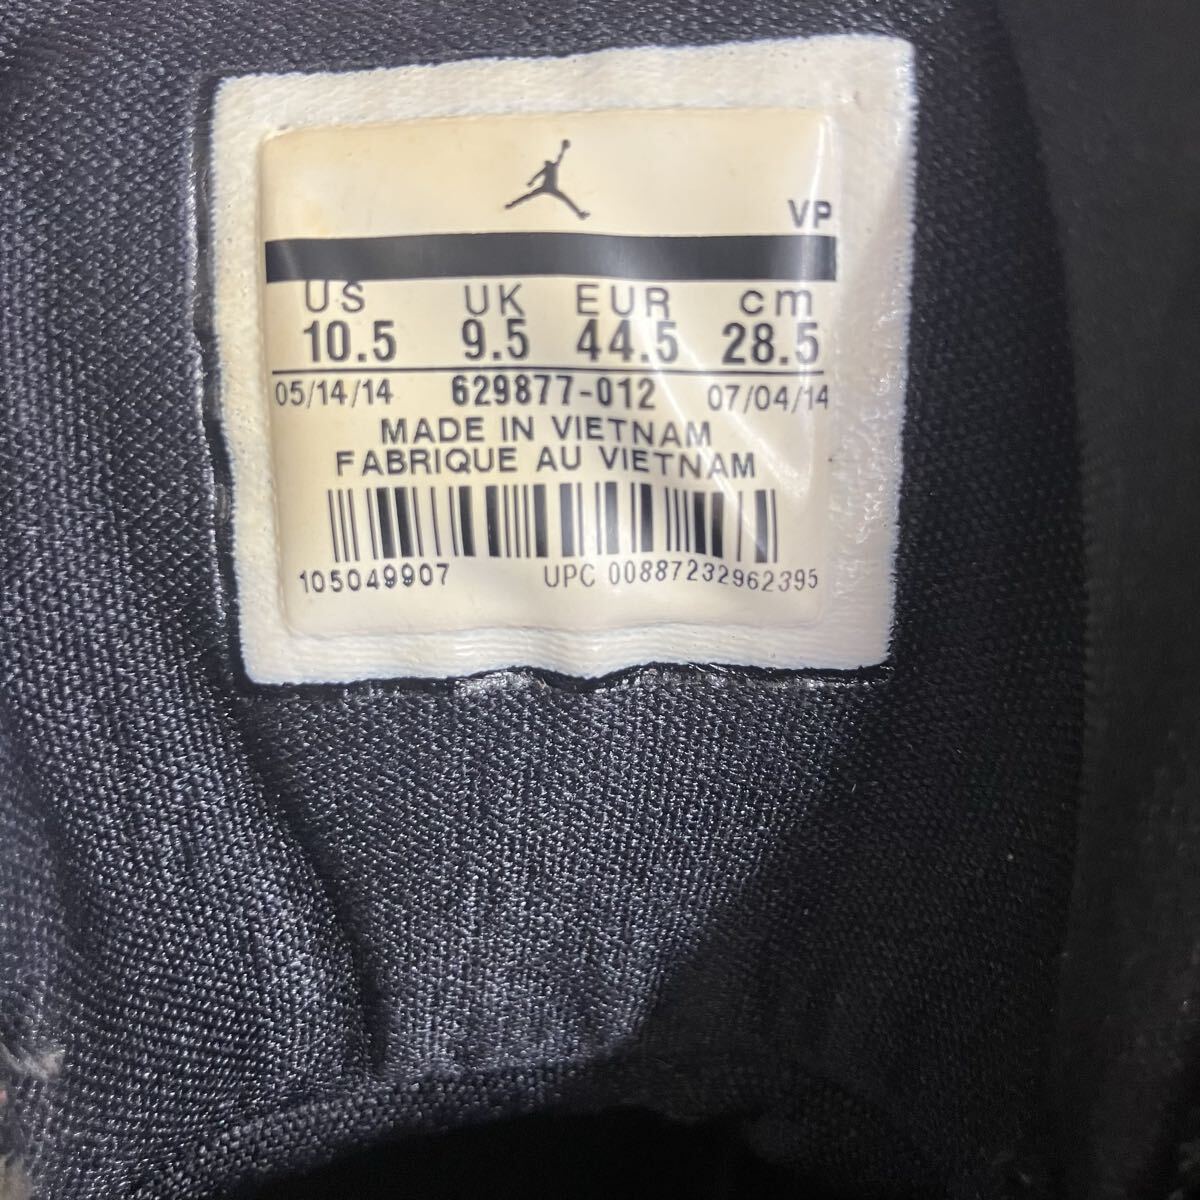 VP
US UK EUR cm
10.5 9.5 44.5 28.5
05/14/14 629877-012 07/04/14
MADE IN VIETNAM
FABRIQUE AU VIETNAM
105049907 UPC 00887232962395